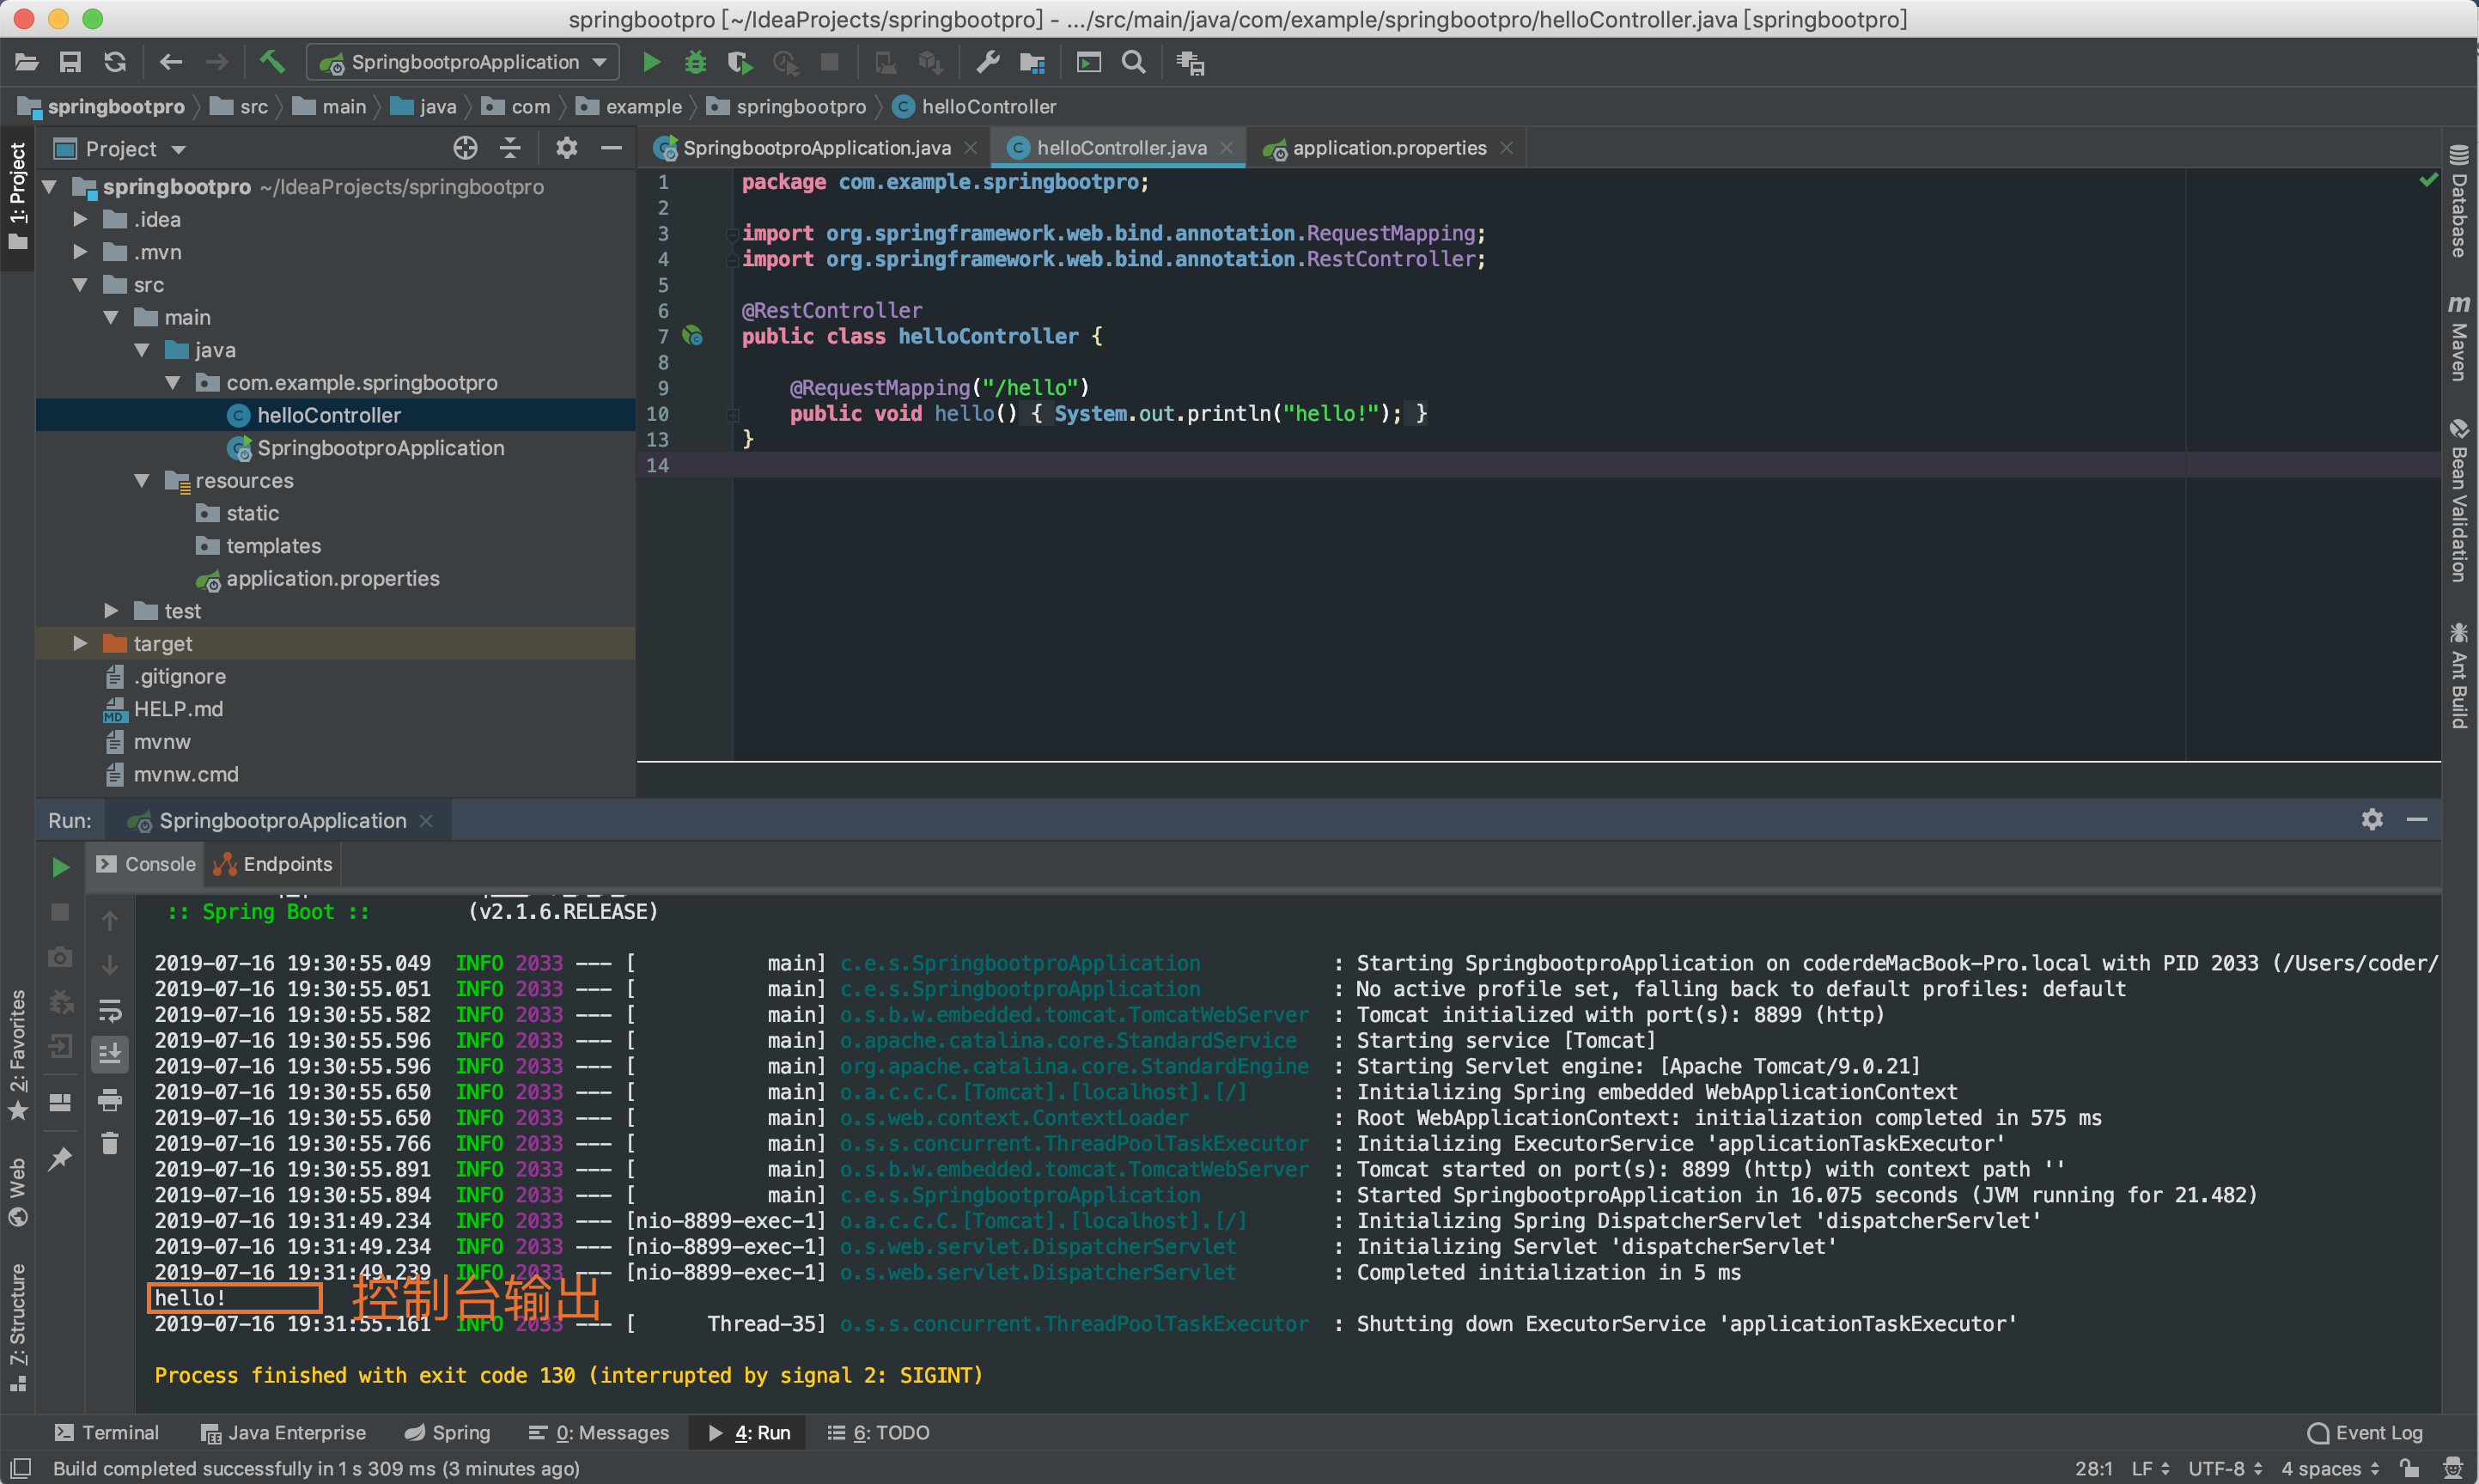 springbootpro [~/IdeaProjects/springbootpro] - .../src/main/java/com/example/springbootpro/helloController.java [springbootpro]
SpringbootproApplication
springbootpro src main java com example springbootpro helloController
1: Project
Project
springbootpro ~/IdeaProjects/springbootpro
.idea
.mvn
src
main
java
com.example.springbootpro
helloController
SpringbootproApplication
resources
static
templates
application.properties
test
target
.gitignore
HELP.md
mvnw
mvnw.cmd
SpringbootproApplication.java helloController.java application.properties
1 package com.example.springbootpro;
2
3 import org.springframework.web.bind.annotation.RequestMapping;
4 import org.springframework.web.bind.annotation.RestController;
5
6 @RestController
7 public class helloController {
8
9 @RequestMapping("/hello")
10 public void hello() { System.out.println("hello!"); }
13 }
14
Database
Maven
Bean Validation
Ant Build
Run: SpringbootproApplication
Console Endpoints
:: Spring Boot :: (v2.1.6.RELEASE)
2019-07-16 19:30:55.049 INFO 2033 --- [ main] c.e.s.SpringbootproApplication : Starting SpringbootproApplication on coderdeMacBook-Pro.local with PID 2033 (/Users/coder/
2019-07-16 19:30:55.051 INFO 2033 --- [ main] c.e.s.SpringbootproApplication : No active profile set, falling back to default profiles: default
2019-07-16 19:30:55.582 INFO 2033 --- [ main] o.s.b.w.embedded.tomcat.TomcatWebServer : Tomcat initialized with port(s): 8899 (http)
2019-07-16 19:30:55.596 INFO 2033 --- [ main] o.apache.catalina.core.StandardService : Starting service [Tomcat]
2019-07-16 19:30:55.596 INFO 2033 --- [ main] org.apache.catalina.core.StandardEngine : Starting Servlet engine: [Apache Tomcat/9.0.21]
2019-07-16 19:30:55.650 INFO 2033 --- [ main] o.a.c.c.C.[Tomcat].[localhost].[/] : Initializing Spring embedded WebApplicationContext
2019-07-16 19:30:55.650 INFO 2033 --- [ main] o.s.web.context.ContextLoader : Root WebApplicationContext: initialization completed in 575 ms
2019-07-16 19:30:55.766 INFO 2033 --- [ main] o.s.s.concurrent.ThreadPoolTaskExecutor : Initializing ExecutorService 'applicationTaskExecutor'
2019-07-16 19:30:55.891 INFO 2033 --- [ main] o.s.b.w.embedded.tomcat.TomcatWebServer : Tomcat started on port(s): 8899 (http) with context path ''
2019-07-16 19:30:55.894 INFO 2033 --- [ main] c.e.s.SpringbootproApplication : Started SpringbootproApplication in 16.075 seconds (JVM running for 21.482)
2019-07-16 19:31:49.234 INFO 2033 --- [nio-8899-exec-1] o.a.c.c.C.[Tomcat].[localhost].[/] : Initializing Spring DispatcherServlet 'dispatcherServlet'
2019-07-16 19:31:49.234 INFO 2033 --- [nio-8899-exec-1] o.s.web.servlet.DispatcherServlet : Initializing Servlet 'dispatcherServlet'
2019-07-16 19:31:49.239 INFO 2033 --- [nio-8899-exec-1] o.s.web.servlet.DispatcherServlet : Completed initialization in 5 ms
hello! 控制台输出
2019-07-16 19:31:55.161 INFO 2033 --- [ Thread-35] o.s.s.concurrent.ThreadPoolTaskExecutor : Shutting down ExecutorService 'applicationTaskExecutor'
Process finished with exit code 130 (interrupted by signal 2: SIGINT)
2: Favorites
Web
Z: Structure
Terminal Java Enterprise Spring 0: Messages 4: Run 6: TODO Event Log
Build completed successfully in 1 s 309 ms (3 minutes ago) 28:1 LF UTF-8 4 spaces